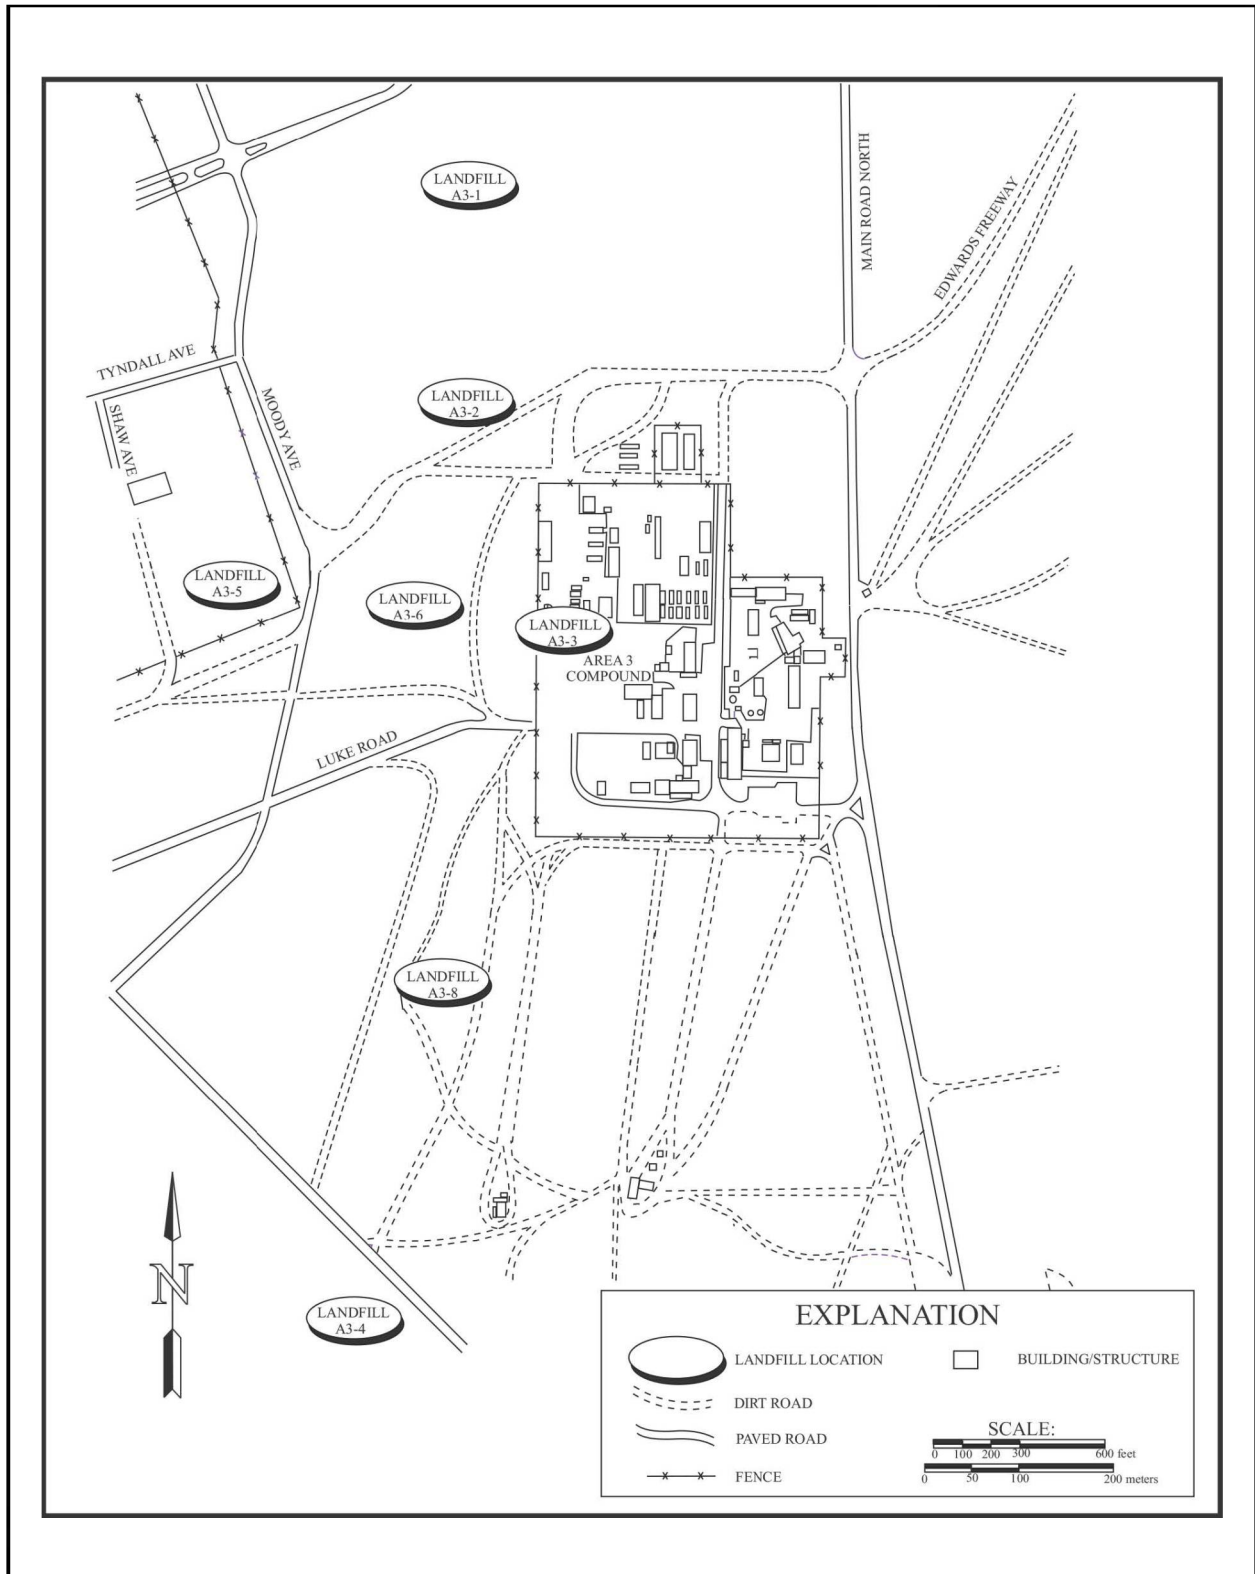 LANDFILL
A3-1
MAIN ROAD NORTH
EDWARDS FREEWAY
TYNDALL AVE
SHAW AVE
MOODY AVE
LANDFILL
A3-2
LANDFILL
A3-5
LANDFILL
A3-6
LANDFILL
A3-3
AREA 3
COMPOUND
LUKE ROAD
LANDFILL
A3-8
N
LANDFILL
A3-4
EXPLANATION
LANDFILL LOCATION
BUILDING/STRUCTURE
DIRT ROAD
PAVED ROAD
FENCE
SCALE:
0 100 200 300 600 feet
0 50 100 200 meters